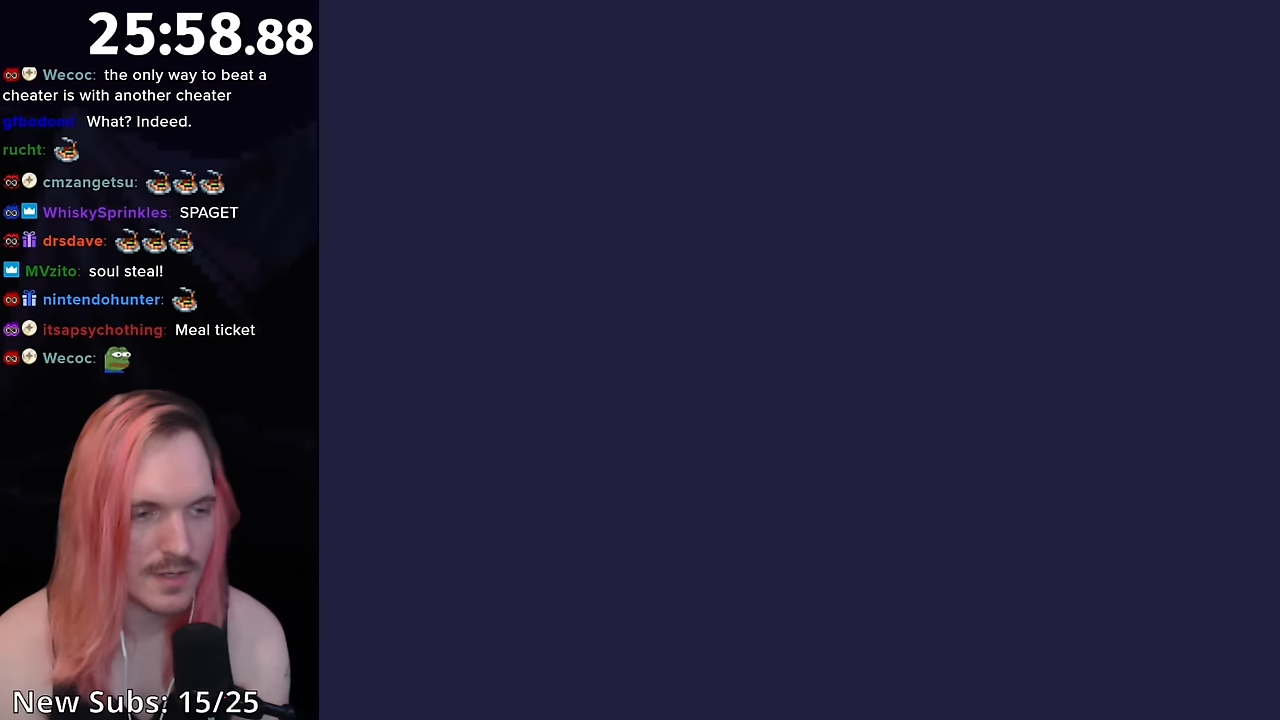 25:58.88
Wecoc: the only way to beat a
cheater is with another cheater
gfbodomi: What? Indeed.
rucht:
cmzangetsu:
WhiskySprinkles: SPAGET
drsdave:
MVzito: soul steal!
nintendohunter:
itsapsychothing: Meal ticket
Wecoc:
New Subs: 15/25